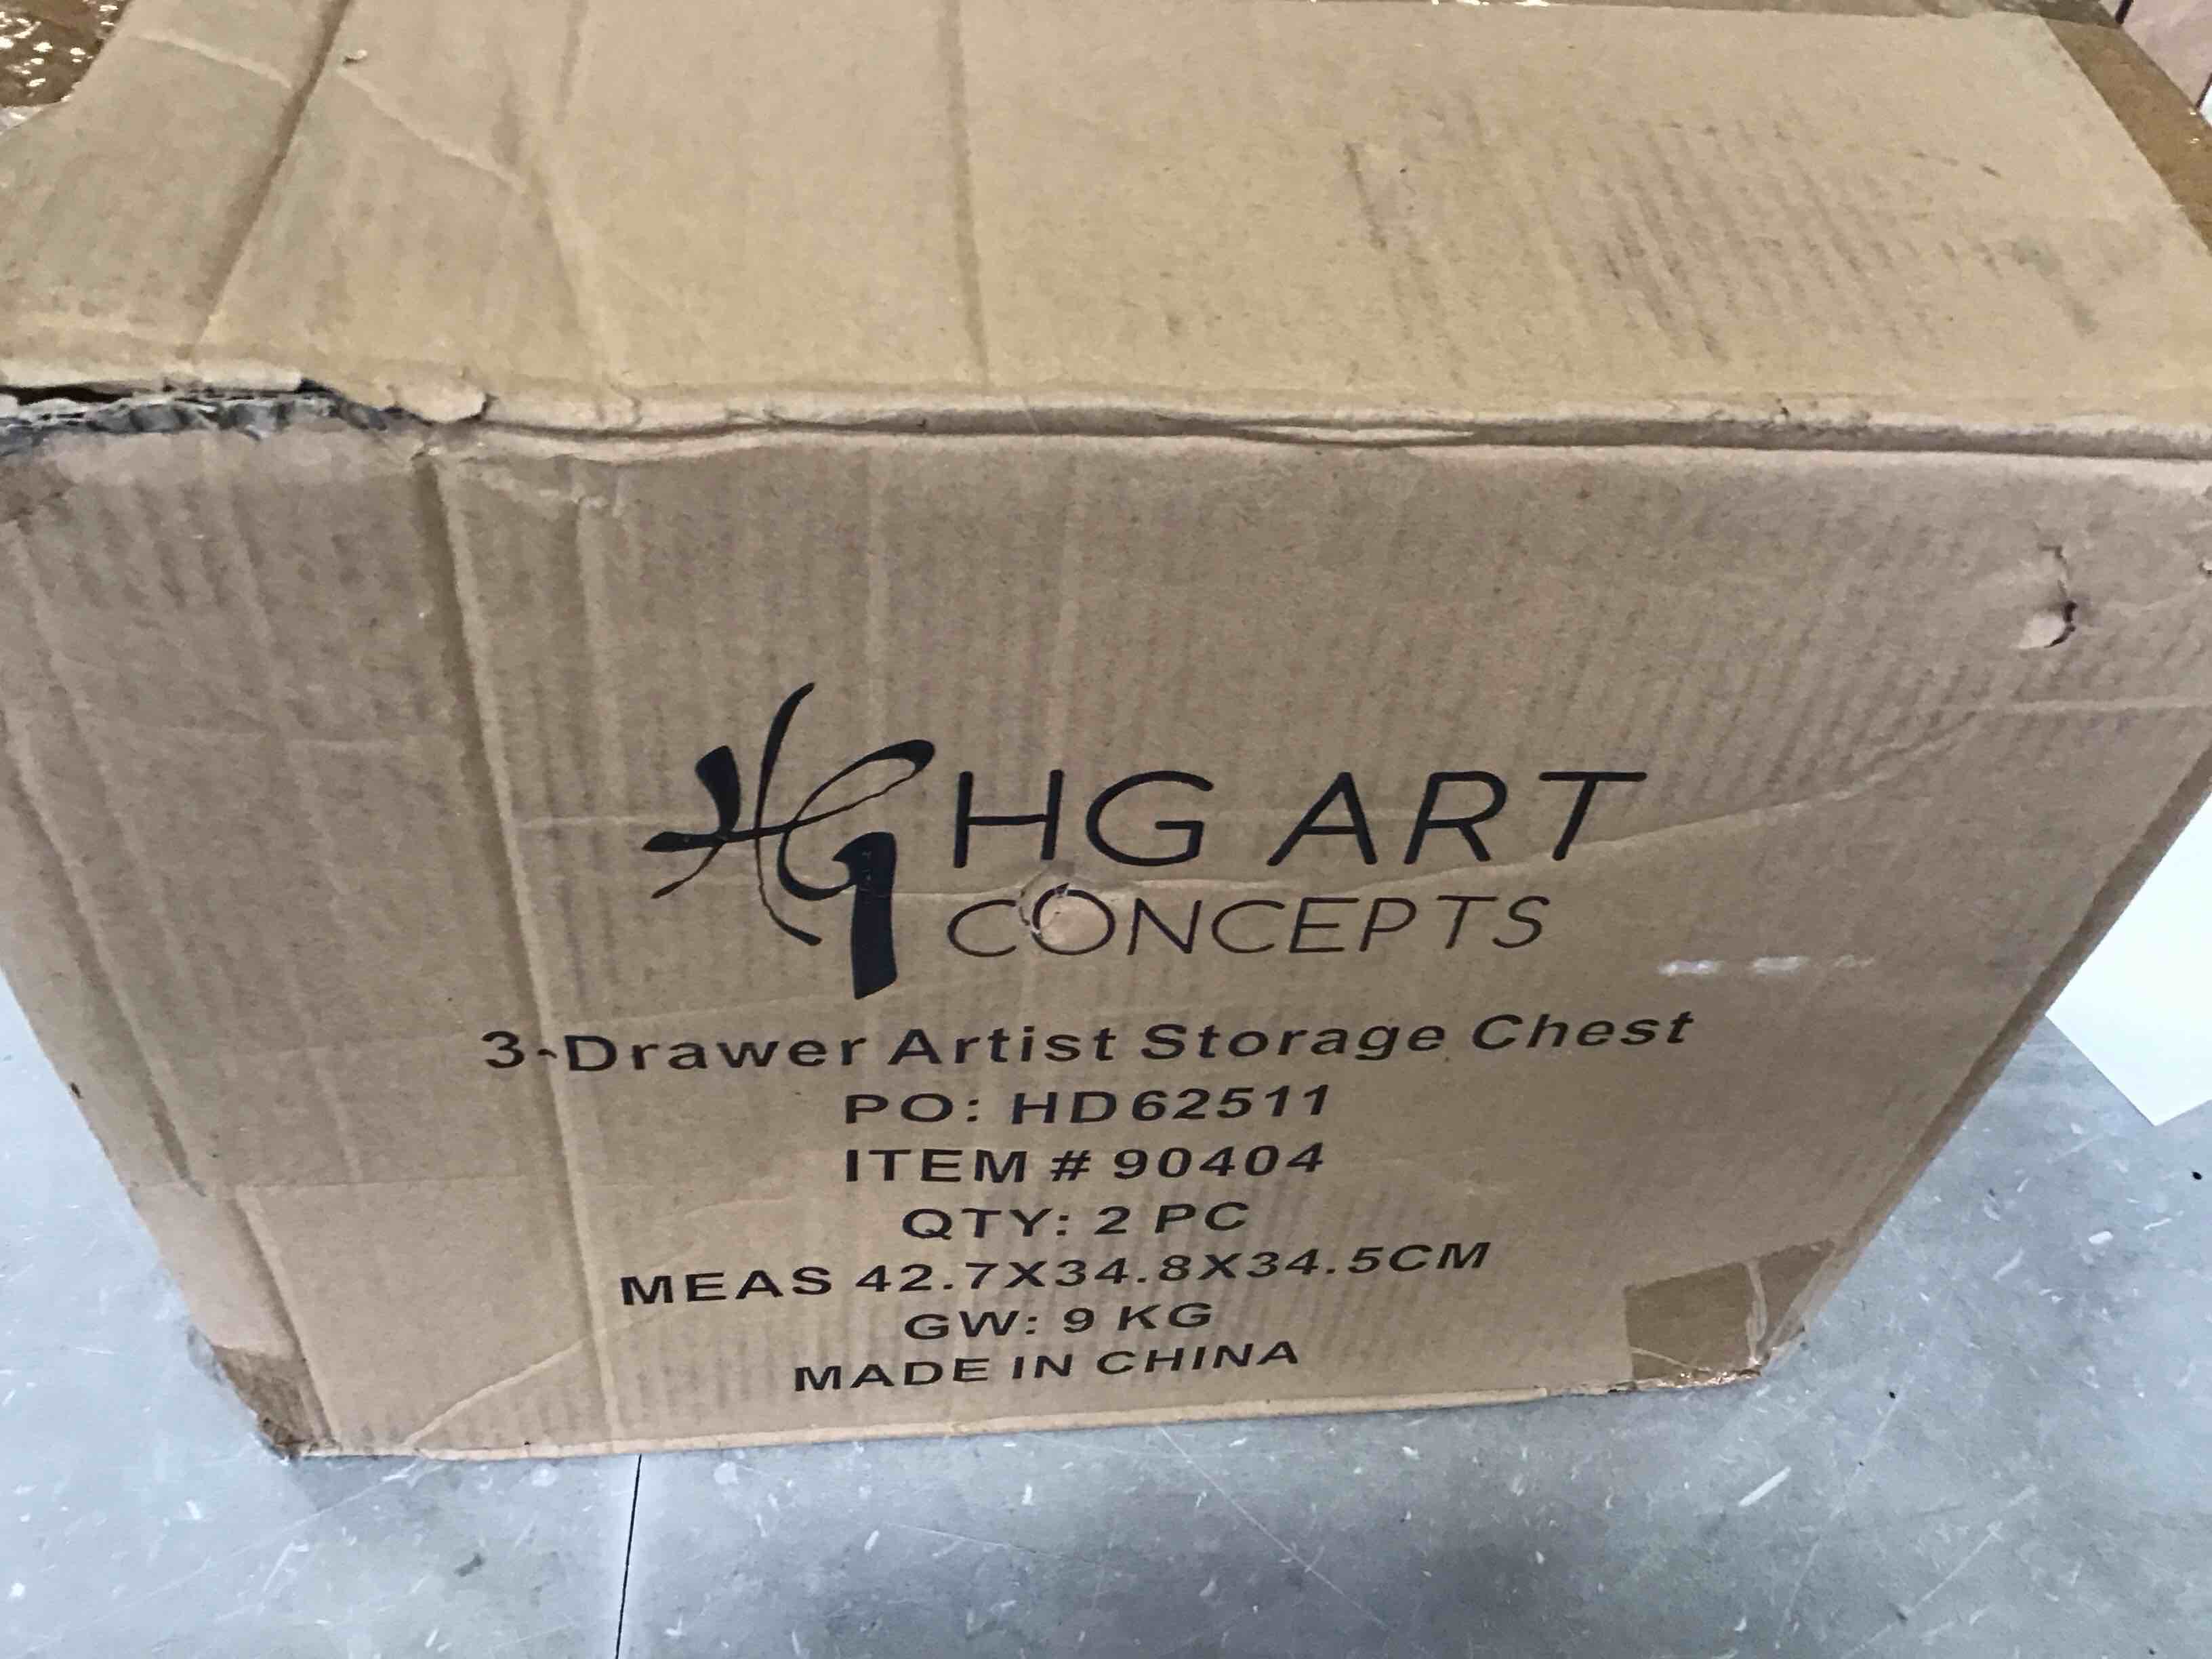 HG HG ART
CONCEPTS
3-Drawer Artist Storage Chest
PO: HD62511
ITEM # 90404
QTY: 2 PC
MEAS 42.7X34.8X34.5CM
GW: 9 KG
MADE IN CHINA